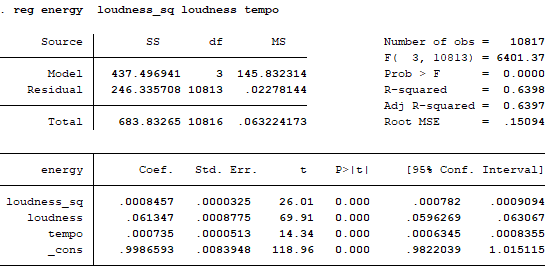 . reg energy  loudness_sq loudness tempo
Source | SS df MS Number of obs = 10817
F( 3, 10813) = 6401.37
Model | 437.496941 3 145.832314 Prob > F = 0.0000
Residual | 246.335708 10813 .02278144 R-squared = 0.6398
Adj R-squared = 0.6397
Total | 683.83265 10816 .063224173 Root MSE = .15094
energy | Coef. Std. Err. t P>|t| [95% Conf. Interval]
loudness_sq | .0008457 .0000325 26.01 0.000 .000782 .0009094
loudness | .061347 .0008775 69.91 0.000 .0596269 .063067
tempo | .000735 .0000513 14.34 0.000 .0006345 .0008355
_cons | .9986593 .0083948 118.96 0.000 .9822039 1.015115